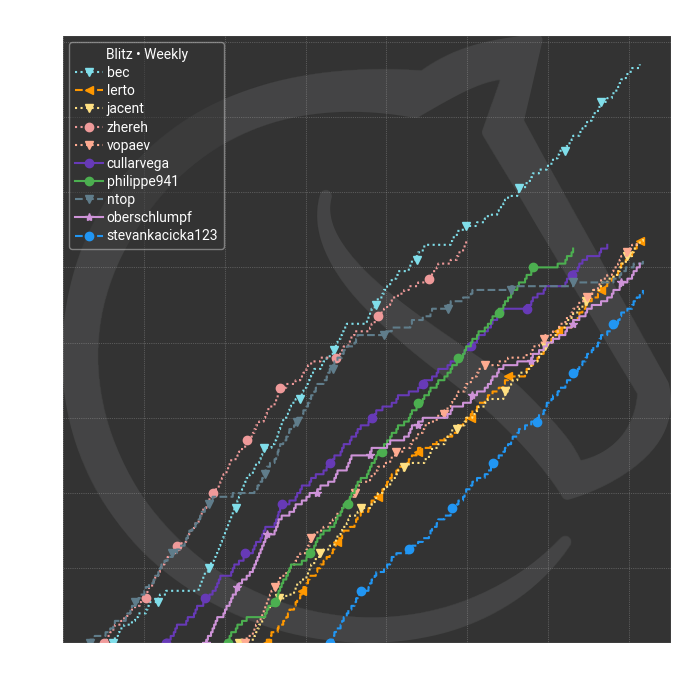 Blitz • Weekly
bec
lerto
jacent
zhereh
vopaev
cullarvega
philippe941
ntop
oberschlumpf
stevankacicka123